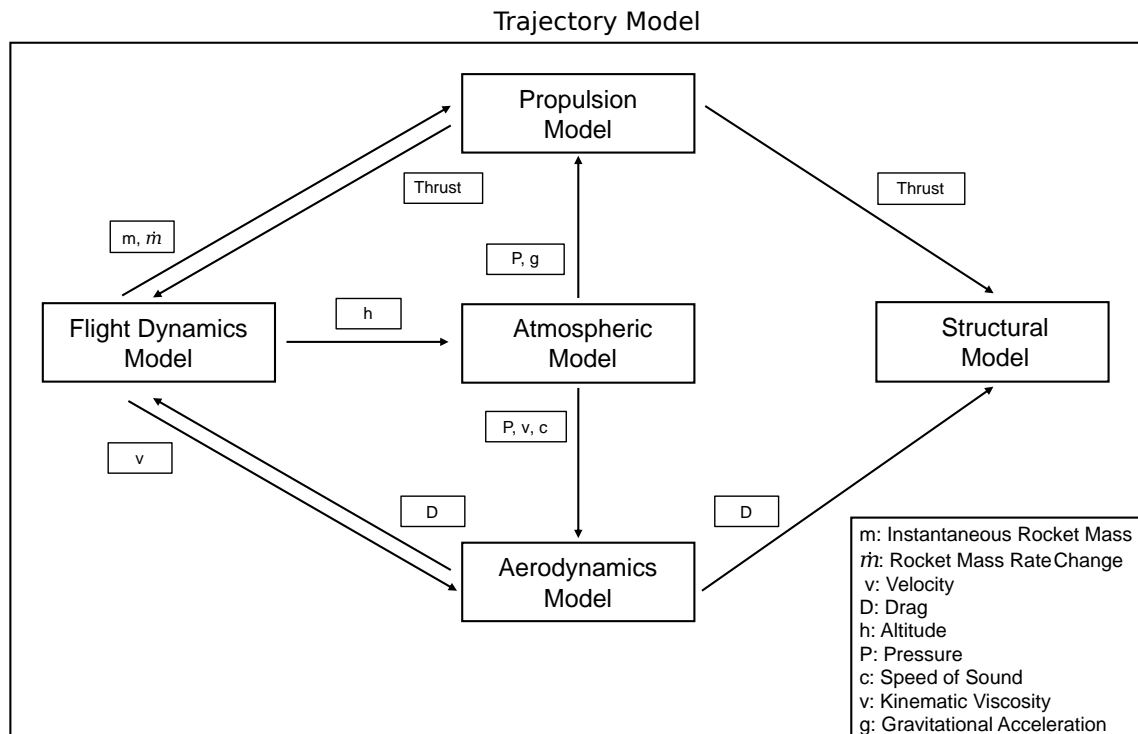 Trajectory Model
Propulsion
Model
Thrust
Thrust
m, ṁ
P, g
h
Flight Dynamics
Model
Atmospheric
Model
Structural
Model
P, v, c
v
D
D
Aerodynamics
Model
m: Instantaneous Rocket Mass
ṁ: Rocket Mass Rate Change
v: Velocity
D: Drag
h: Altitude
P: Pressure
c: Speed of Sound
v: Kinematic Viscosity
g: Gravitational Acceleration